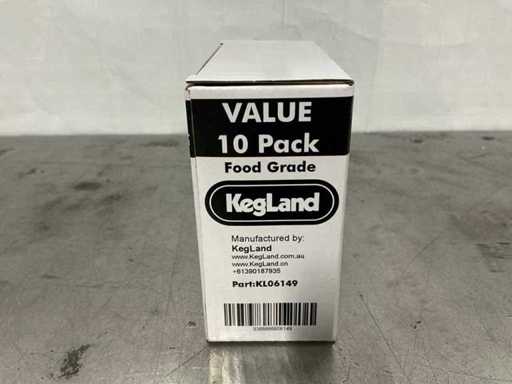 VALUE
10 Pack
Food Grade
KegLand
Manufactured by:
KegLand
www.KegLand.com.au
www.KegLand.cn
+61390187935
Part:KL06149